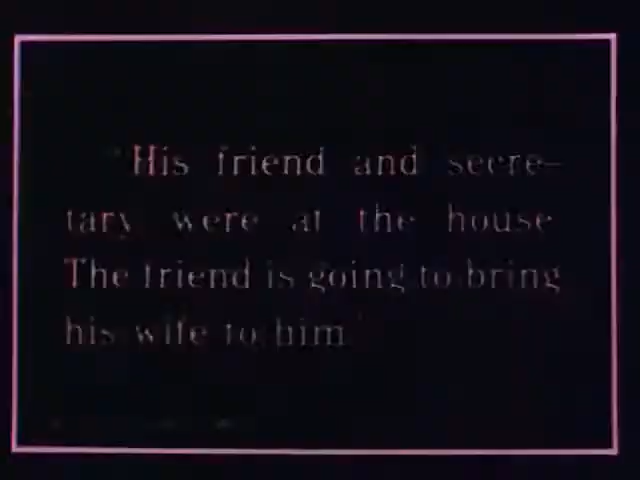 "His friend and secre-
tary were at the house
The friend is going to bring
his wife to him"